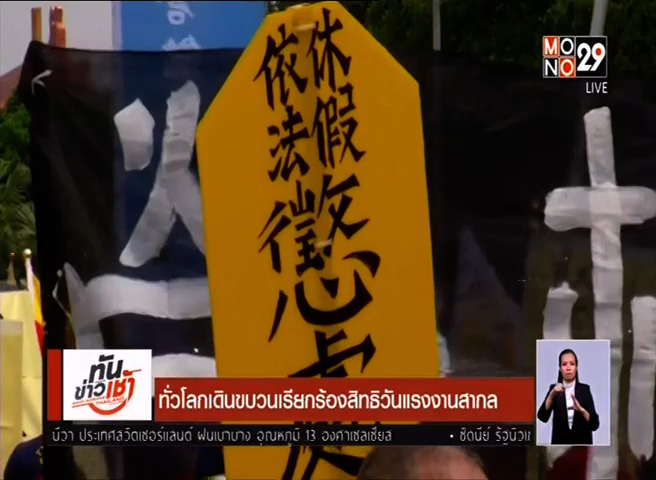 MONO29
LIVE
休假
依法懲處
ทันข่าวเช้า
ทั่วโลกเดินขบวนเรียกร้องสิทธิวันแรงงานสากล
นีวา ประเทศสวิตเซอร์แลนด์ ฝนเบาบาง อุณหภูมิ 13 องศาเซลเซียส • ซิดนีย์ รัฐนิวเซ